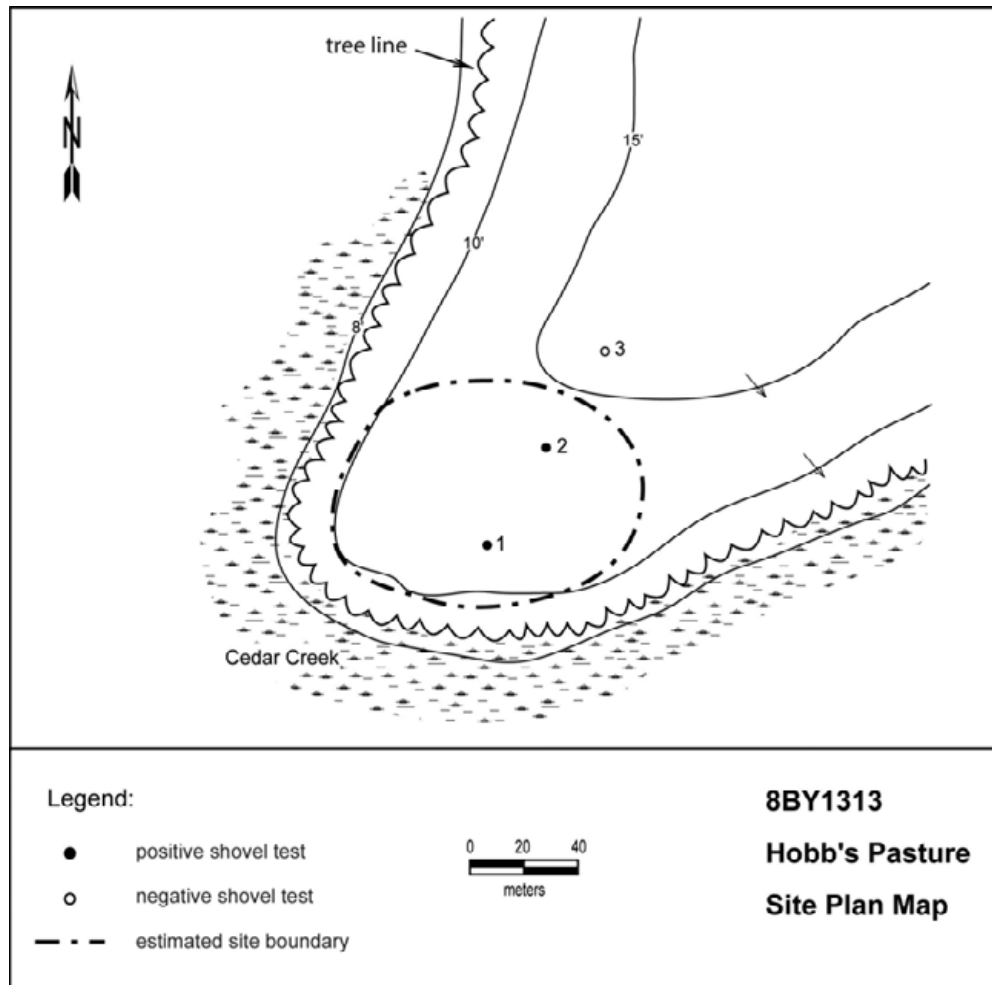 tree line
N
15'
10'
8'
3
2
1
Cedar Creek
Legend:
positive shovel test
negative shovel test
estimated site boundary
0 20 40
meters
8BY1313
Hobb's Pasture
Site Plan Map